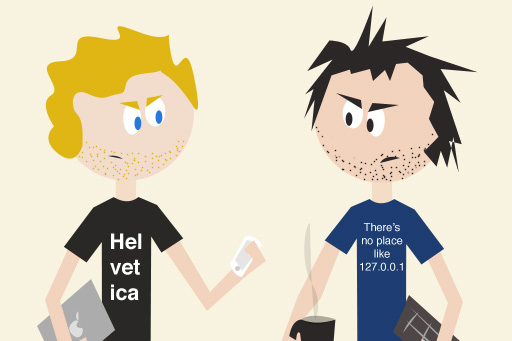 Hel
vet
ica
There's
no place
like
127.0.0.1